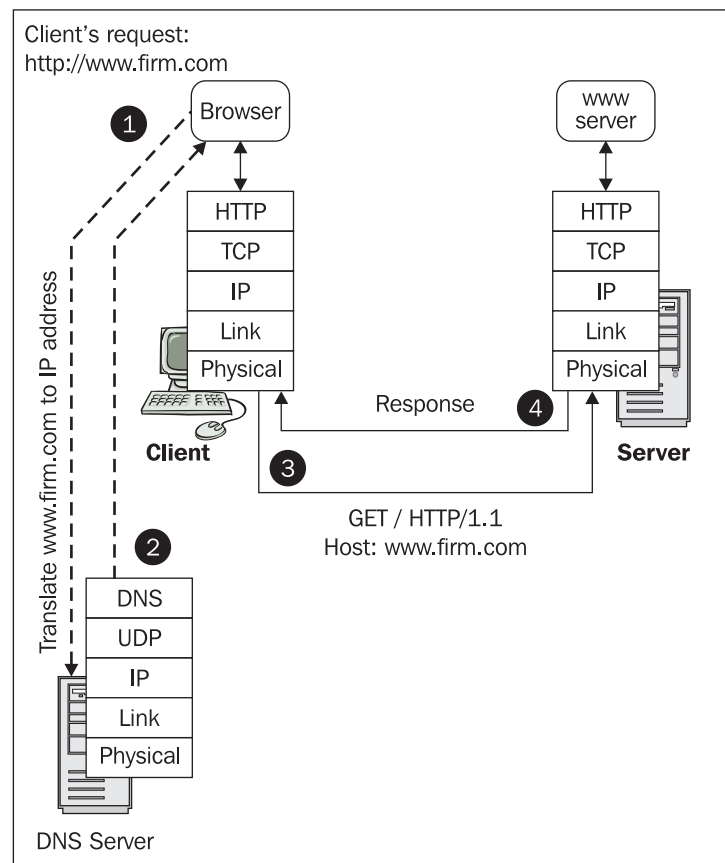 Client's request:
http://www.firm.com
1
Browser
www
server
HTTP
TCP
IP
Link
Physical
HTTP
TCP
IP
Link
Physical
Translate www.firm.com to IP address
Response
4
Client
Server
3
GET / HTTP/1.1
Host: www.firm.com
2
DNS
UDP
IP
Link
Physical
DNS Server